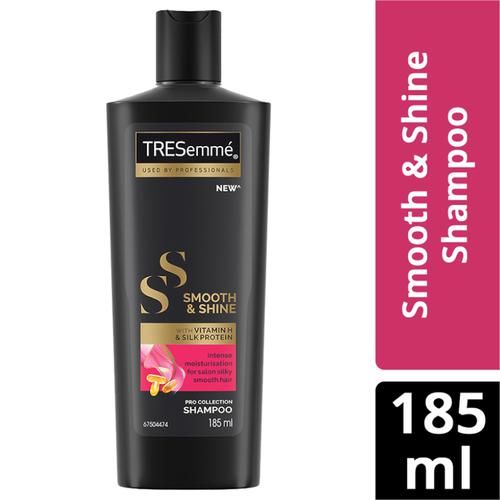 TRESemmé®
USED BY PROFESSIONALS
NEW^
SS
SMOOTH
& SHINE
WITH VITAMIN H
& SILK PROTEIN
Intense
moisturisation
for salon silky
smooth hair
PRO COLLECTION
SHAMPOO
67504474
185 ml
Smooth & Shine
Shampoo
185
ml